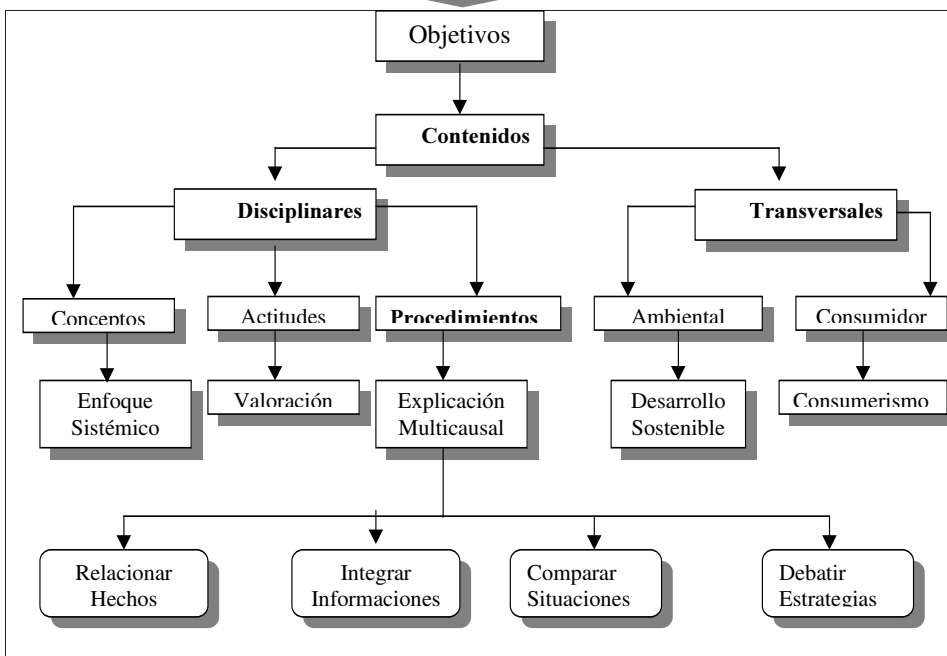 Objetivos
Contenidos
Disciplinares
Transversales
Conceptos
Actitudes
Procedimientos
Ambiental
Consumidor
Enfoque
Sistémico
Valoración
Explicación
Multicausal
Desarrollo
Sostenible
Consumerismo
Relacionar
Hechos
Integrar
Informaciones
Comparar
Situaciones
Debatir
Estrategias